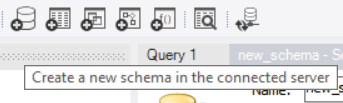 Query 1
new_schema - S
Create a new schema in the connected server
Name: